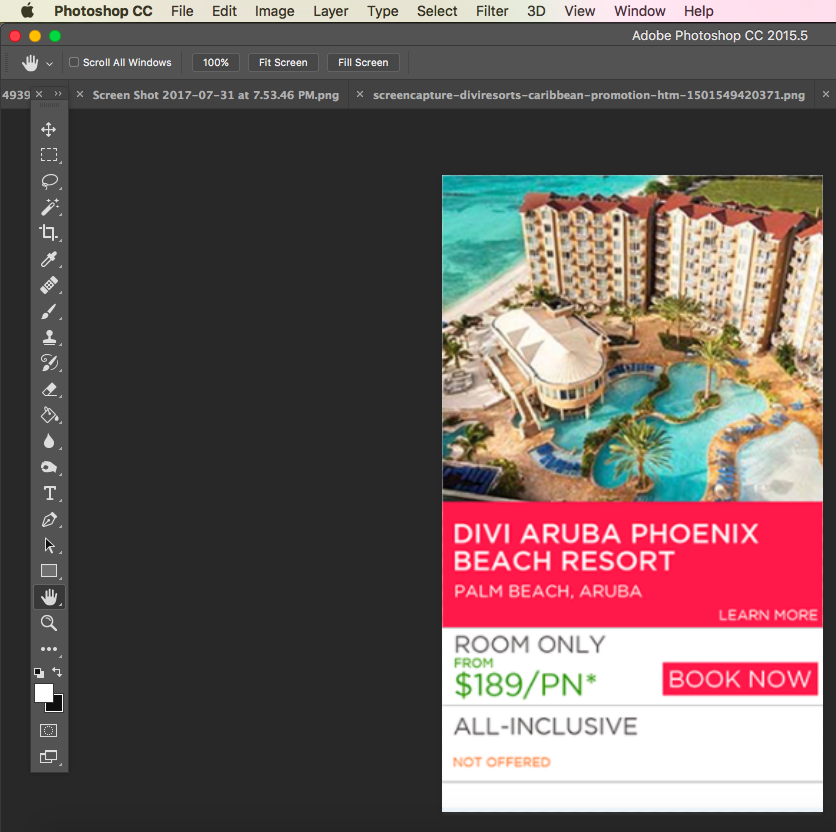 Photoshop CC File Edit Image Layer Type Select Filter 3D View Window Help
Adobe Photoshop CC 2015.5
Scroll All Windows 100% Fit Screen Fill Screen
4939 × × Screen Shot 2017-07-31 at 7.53.46 PM.png × screencapture-diviresorts-caribbean-promotion-htm-1501549420371.png ×
T
DIVI ARUBA PHOENIX
BEACH RESORT
PALM BEACH, ARUBA
LEARN MORE
ROOM ONLY
FROM
$189/PN* BOOK NOW
ALL-INCLUSIVE
NOT OFFERED